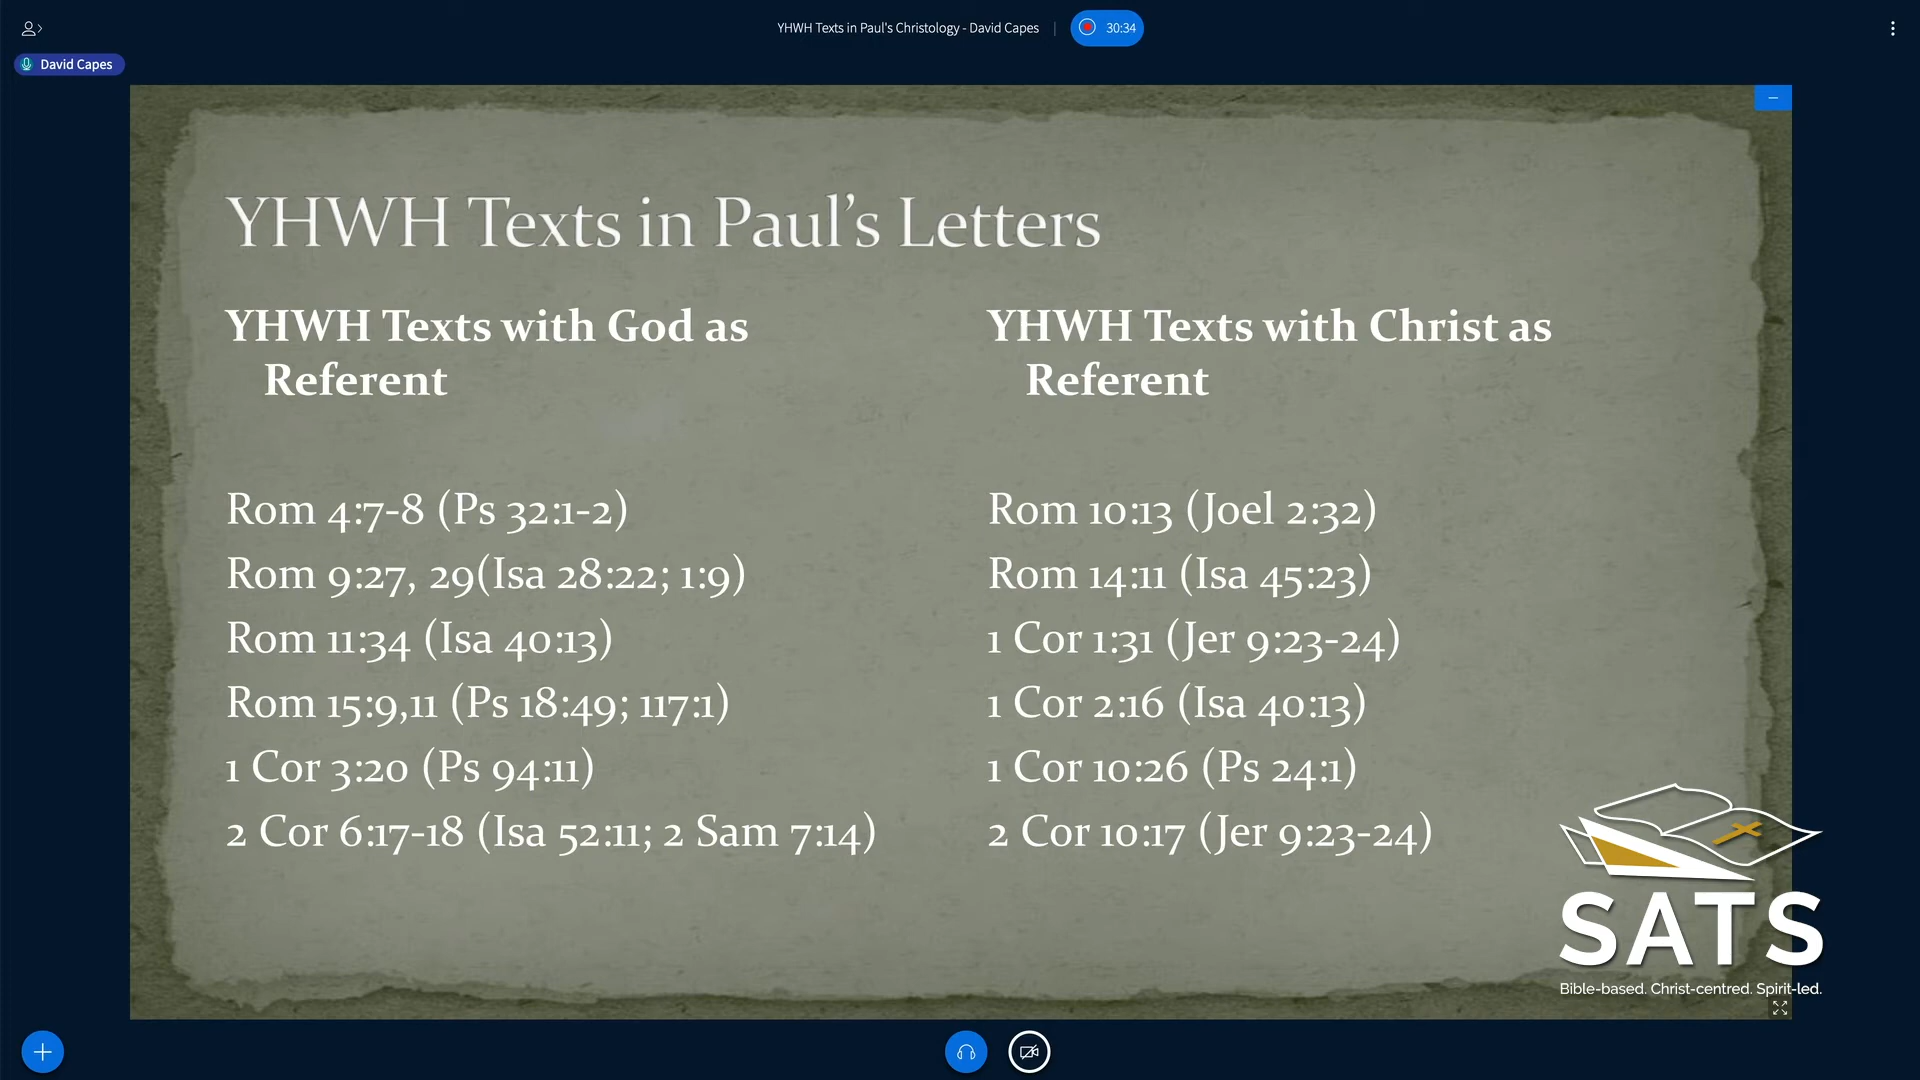 YHWH Texts in Paul's Christology - David Capes
30:34
David Capes
YHWH Texts in Paul’s Letters
YHWH Texts with God as
Referent
Rom 4:7-8 (Ps 32:1-2)
Rom 9:27, 29(Isa 28:22; 1:9)
Rom 11:34 (Isa 40:13)
Rom 15:9,11 (Ps 18:49; 117:1)
1 Cor 3:20 (Ps 94:11)
2 Cor 6:17-18 (Isa 52:11; 2 Sam 7:14)
YHWH Texts with Christ as
Referent
Rom 10:13 (Joel 2:32)
Rom 14:11 (Isa 45:23)
1 Cor 1:31 (Jer 9:23-24)
1 Cor 2:16 (Isa 40:13)
1 Cor 10:26 (Ps 24:1)
2 Cor 10:17 (Jer 9:23-24)
SATS
Bible-based. Christ-centred. Spirit-led.